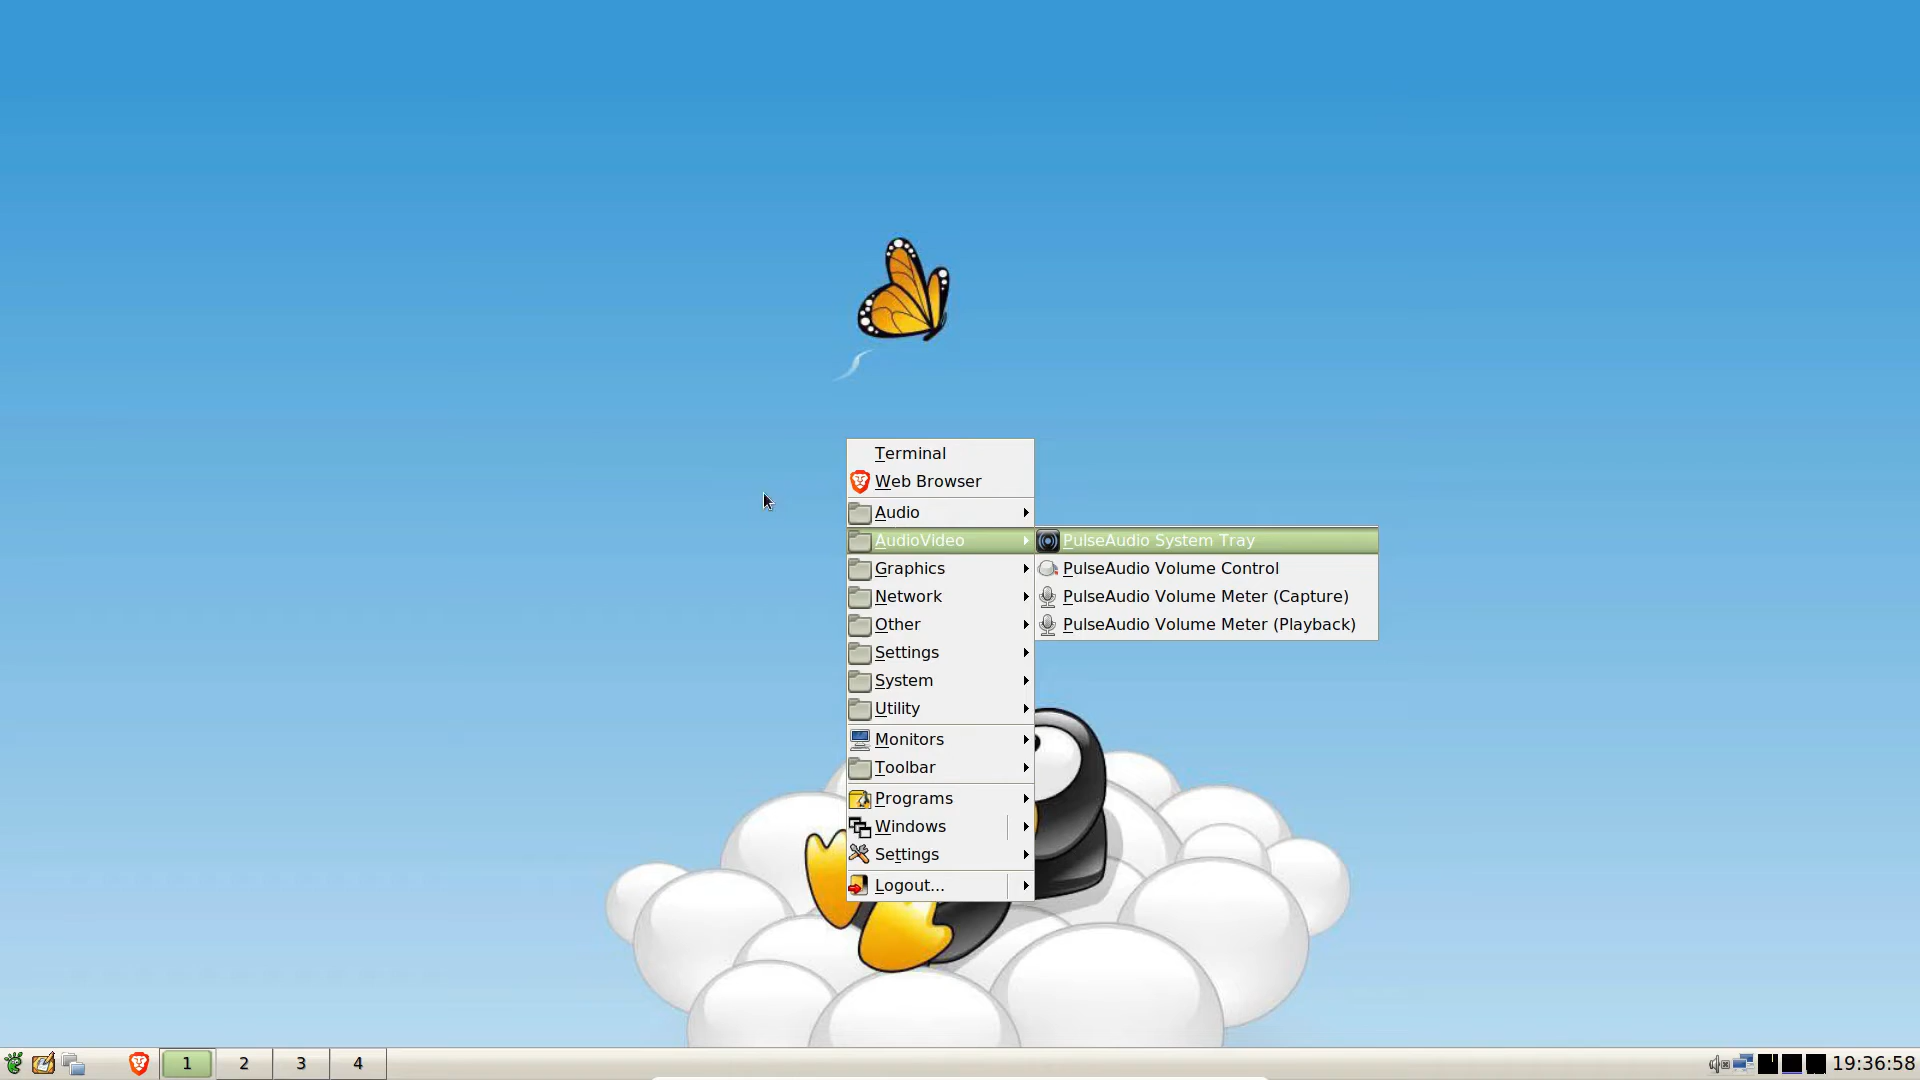 Terminal
Web Browser
Audio
AudioVideo
PulseAudio System Tray
Graphics
PulseAudio Volume Control
Network
PulseAudio Volume Meter (Capture)
Other
PulseAudio Volume Meter (Playback)
Settings
System
Utility
Monitors
Toolbar
Programs
Windows
Settings
Logout...
1 2 3 4 19:36:58